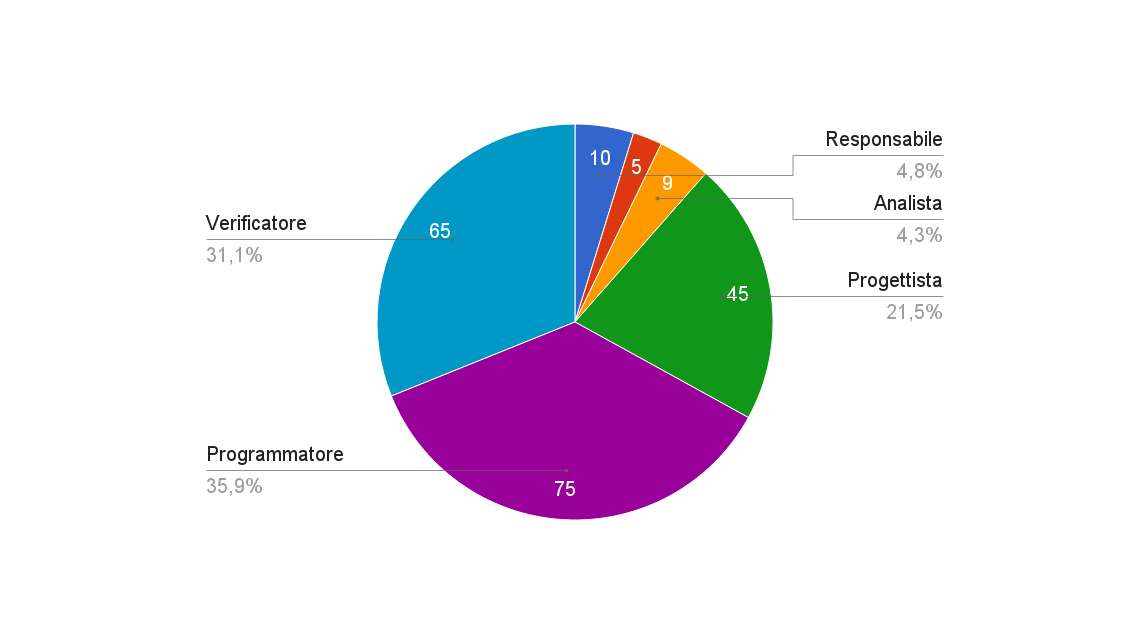 Responsabile
4,8%
Analista
4,3%
Progettista
21,5%
Verificatore
31,1%
Programmatore
35,9%
10
5
9
45
65
75